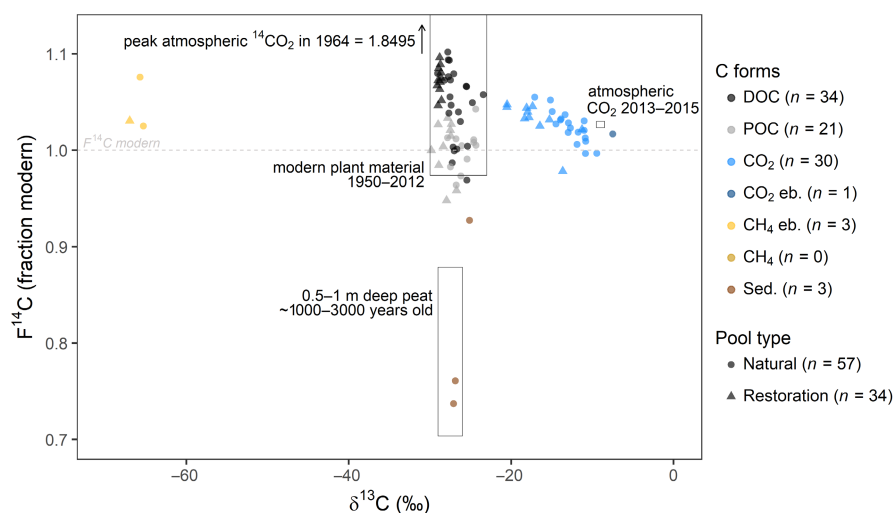 peak atmospheric ¹⁴CO₂ in 1964 = 1.8495
atmospheric
CO₂ 2013–2015
F¹⁴C modern
modern plant material
1950–2012
0.5–1 m deep peat
~1000–3000 years old
F¹⁴C (fraction modern)
1.1
1.0
0.9
0.8
0.7
−60
−40
−20
0
δ¹³C (‰)
C forms
DOC (n = 34)
POC (n = 21)
CO₂ (n = 30)
CO₂ eb. (n = 1)
CH₄ eb. (n = 3)
CH₄ (n = 0)
Sed. (n = 3)
Pool type
Natural (n = 57)
Restoration (n = 34)